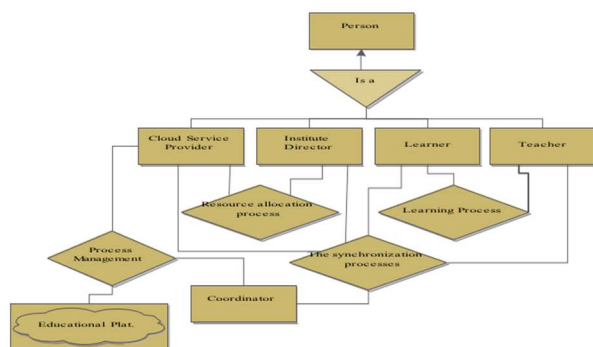 Person
Is a
Cloud Service
Provider
Institute
Director
Learner
Teacher
Resource allocation
process
Learning Process
Process
Management
The synchronization
processes
Coordinator
Educational Plat.